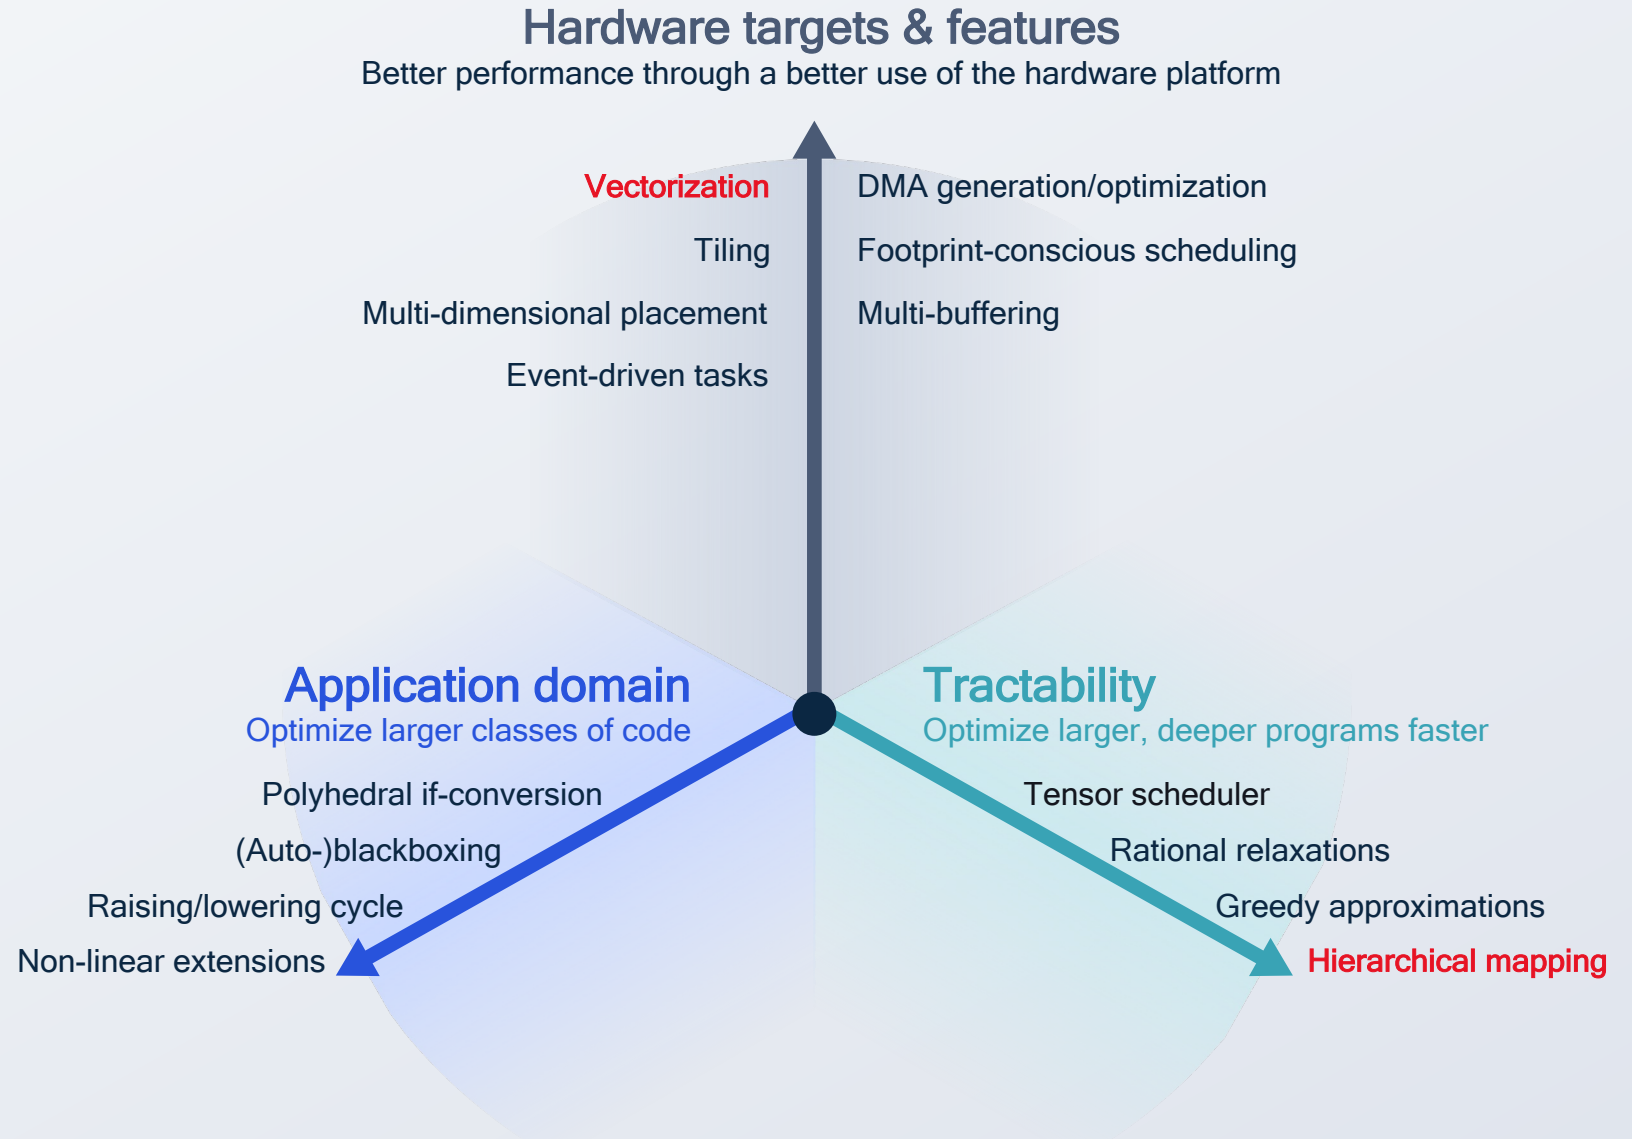 Hardware targets & features
Better performance through a better use of the hardware platform
Vectorization
Tiling
Multi-dimensional placement
Event-driven tasks
DMA generation/optimization
Footprint-conscious scheduling
Multi-buffering
Application domain
Optimize larger classes of code
Polyhedral if-conversion
(Auto-)blackboxing
Raising/lowering cycle
Non-linear extensions
Tractability
Optimize larger, deeper programs faster
Tensor scheduler
Rational relaxations
Greedy approximations
Hierarchical mapping